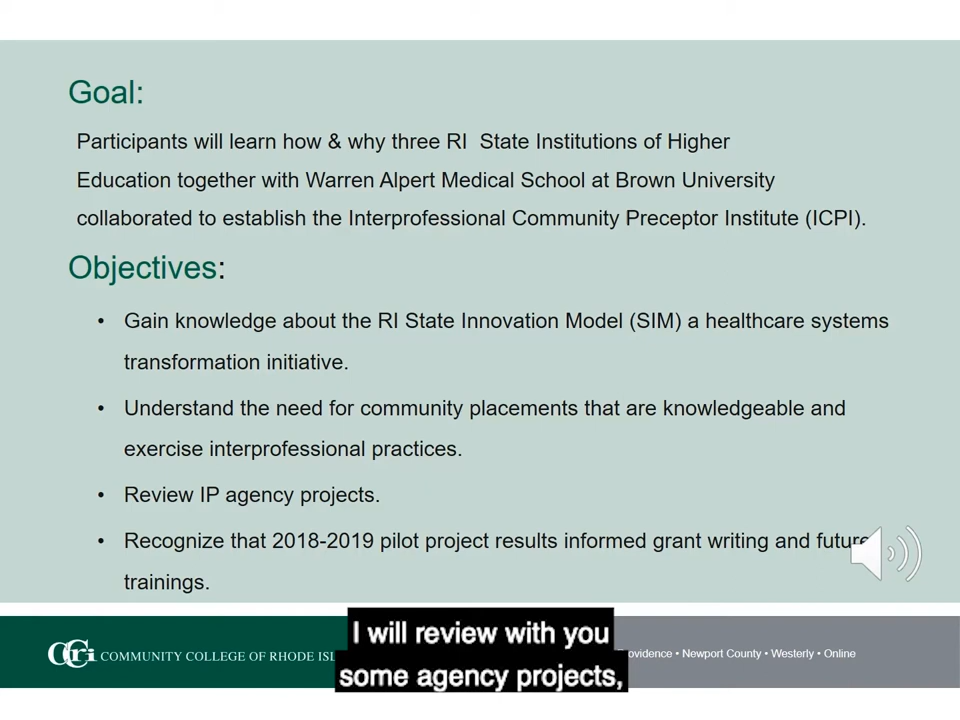 Goal:
Participants will learn how & why three RI State Institutions of Higher
Education together with Warren Alpert Medical School at Brown University
collaborated to establish the Interprofessional Community Preceptor Institute (ICPI).
Objectives:
• Gain knowledge about the RI State Innovation Model (SIM) a healthcare systems
transformation initiative.
• Understand the need for community placements that are knowledgeable and
exercise interprofessional practices.
• Review IP agency projects.
• Recognize that 2018-2019 pilot project results informed grant writing and future
trainings.
I will review with you
some agency projects,
CCRI COMMUNITY COLLEGE OF RHODE
• Newport County • Westerly • Online